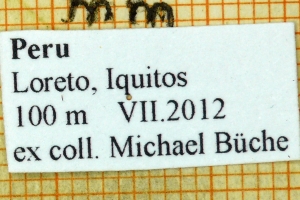 Peru
Loreto, Iquitos
100 m VII.2012
ex coll. Michael Büche